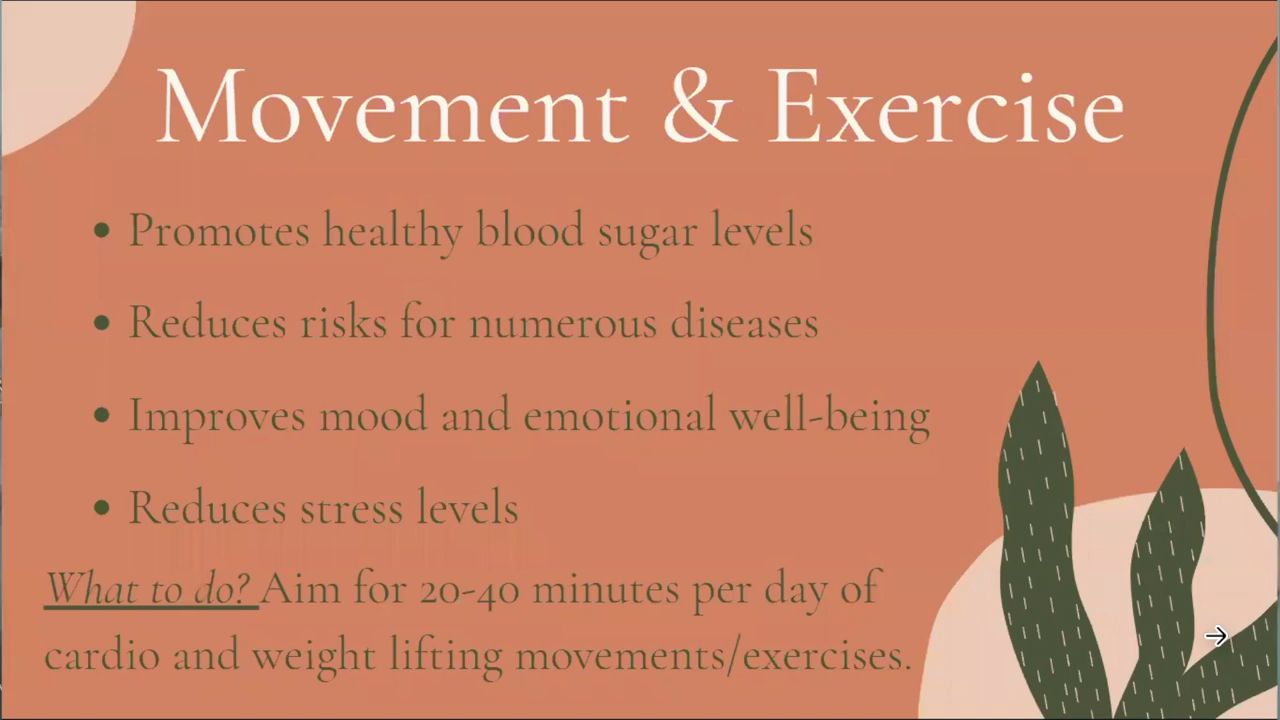 Movement & Exercise
• Promotes healthy blood sugar levels
• Reduces risks for numerous diseases
• Improves mood and emotional well-being
• Reduces stress levels
What to do? Aim for 20-40 minutes per day of
cardio and weight lifting movements/exercises.